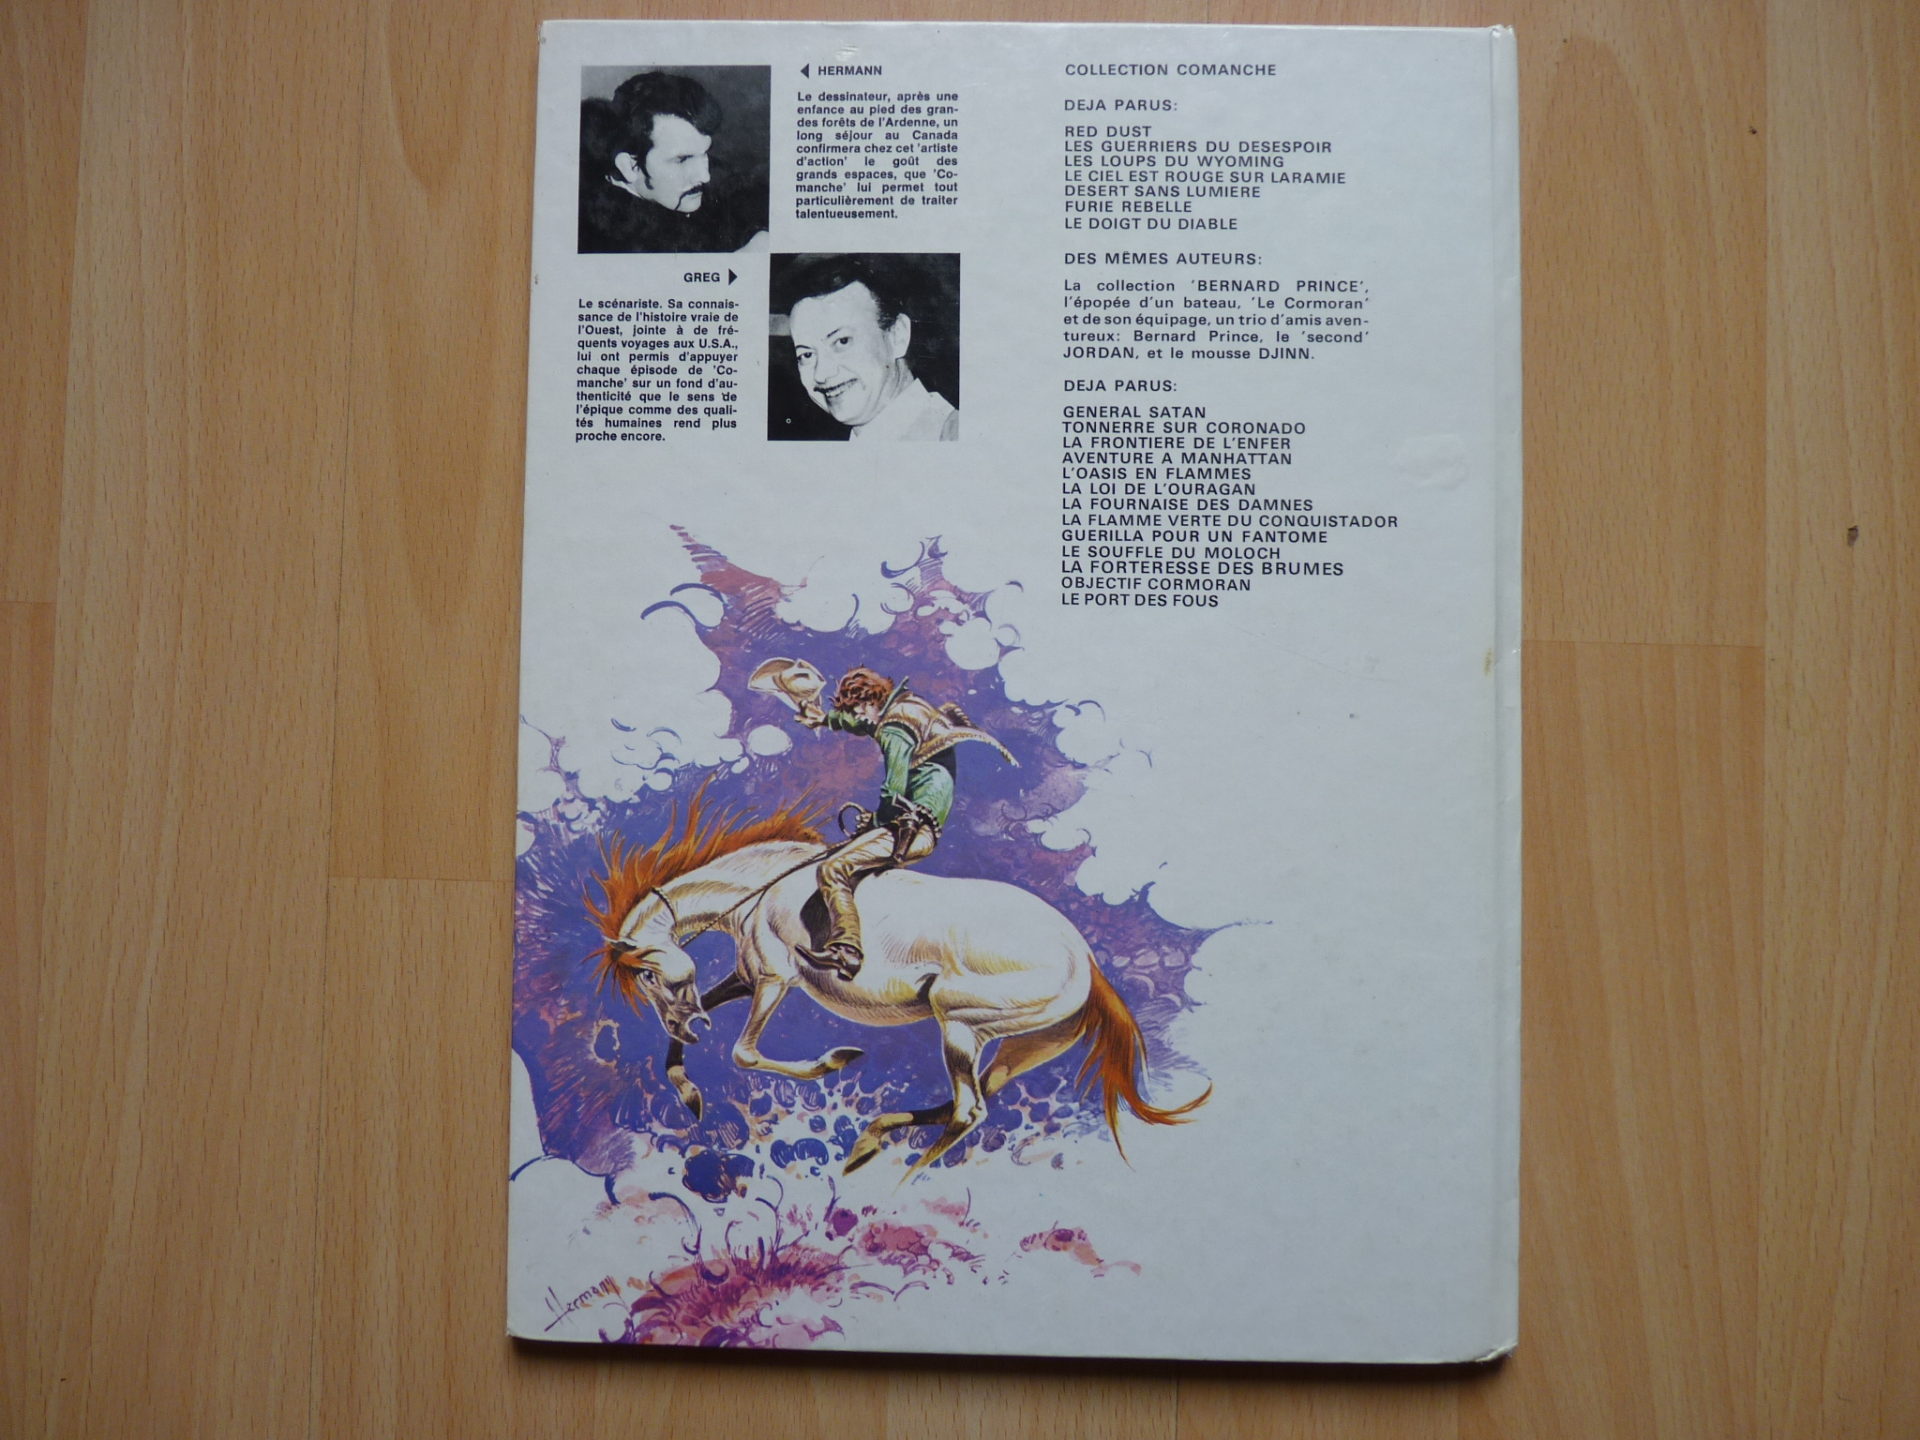 HERMANN
Le dessinateur, après une
enfance au pied des gran-
des forêts de l'Ardenne, un
long séjour au Canada
confirmera chez cet 'artiste
d'action' le goût des
grands espaces, que 'Co-
manche' lui permet tout
particulièrement de traiter
talentueusement.
GREG
Le scénariste. Sa connais-
sance de l'histoire vraie de
l'Ouest, jointe à de fré-
quents voyages aux U.S.A.,
lui ont permis d'appuyer
chaque épisode de 'Co-
manche' sur un fond d'au-
thenticité que le sens de
l'épique comme des quali-
tés humaines rend plus
proche encore.
COLLECTION COMANCHE
DEJA PARUS:
RED DUST
LES GUERRIERS DU DESESPOIR
LES LOUPS DU WYOMING
LE CIEL EST ROUGE SUR LARAMIE
DESERT SANS LUMIERE
FURIE REBELLE
LE DOIGT DU DIABLE
DES MÊMES AUTEURS:
La collection 'BERNARD PRINCE',
l'épopée d'un bateau, 'Le Cormoran'
et de son équipage, un trio d'amis aven-
tureux: Bernard Prince, le 'second'
JORDAN, et le mousse DJINN.
DEJA PARUS:
GENERAL SATAN
TONNERRE SUR CORONADO
LA FRONTIERE DE L'ENFER
AVENTURE A MANHATTAN
L'OASIS EN FLAMMES
LA LOI DE L'OURAGAN
LA FOURNAISE DES DAMNES
LA FLAMME VERTE DU CONQUISTADOR
GUERILLA POUR UN FANTOME
LE SOUFFLE DU MOLOCH
LA FORTERESSE DES BRUMES
OBJECTIF CORMORAN
LE PORT DES FOUS
Hermann